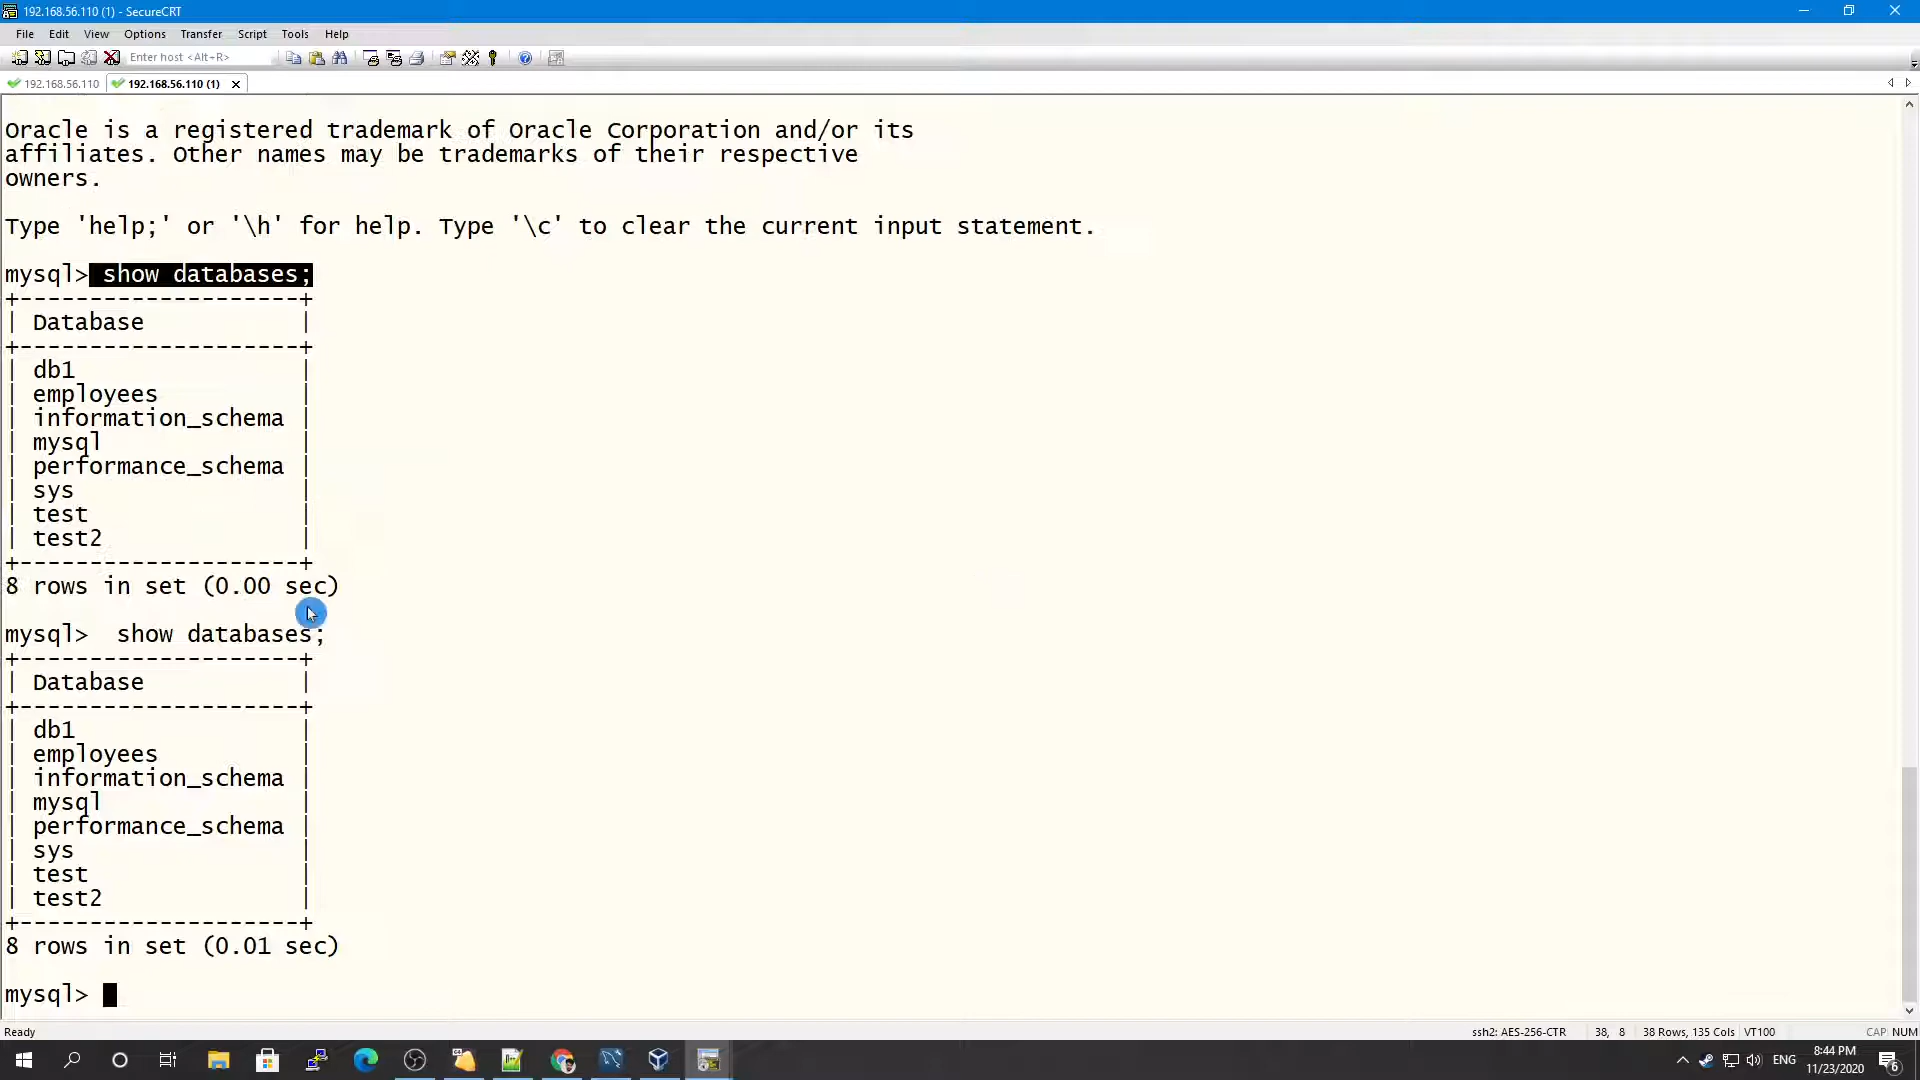 192.168.56.110 (1) - SecureCRT
File Edit View Options Transfer Script Tools Help
Enter host <Alt+R>
192.168.56.110 192.168.56.110 (1)
Oracle is a registered trademark of Oracle Corporation and/or its
affiliates. Other names may be trademarks of their respective
owners.
Type 'help;' or '\h' for help. Type '\c' to clear the current input statement.
mysql> show databases;
+--------------------+
| Database           |
+--------------------+
| db1                |
| employees          |
| information_schema |
| mysql              |
| performance_schema |
| sys                |
| test               |
| test2              |
+--------------------+
8 rows in set (0.00 sec)
mysql>  show databases;
+--------------------+
| Database           |
+--------------------+
| db1                |
| employees          |
| information_schema |
| mysql              |
| performance_schema |
| sys                |
| test               |
| test2              |
+--------------------+
8 rows in set (0.01 sec)
mysql>
Ready ssh2: AES-256-CTR 38, 8 38 Rows, 135 Cols VT100 CAP NUM
ENG 8:44 PM
11/23/2020 6